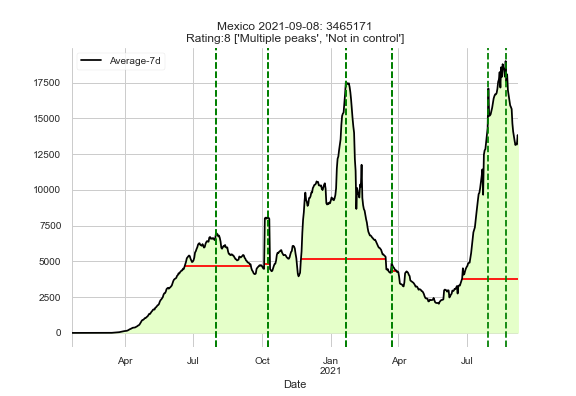 Mexico 2021-09-08: 3465171
Rating:8 ['Multiple peaks', 'Not in control']
Average-7d
17500
15000
12500
10000
7500
5000
2500
0
Apr Jul Oct Jan Apr Jul
2021
Date